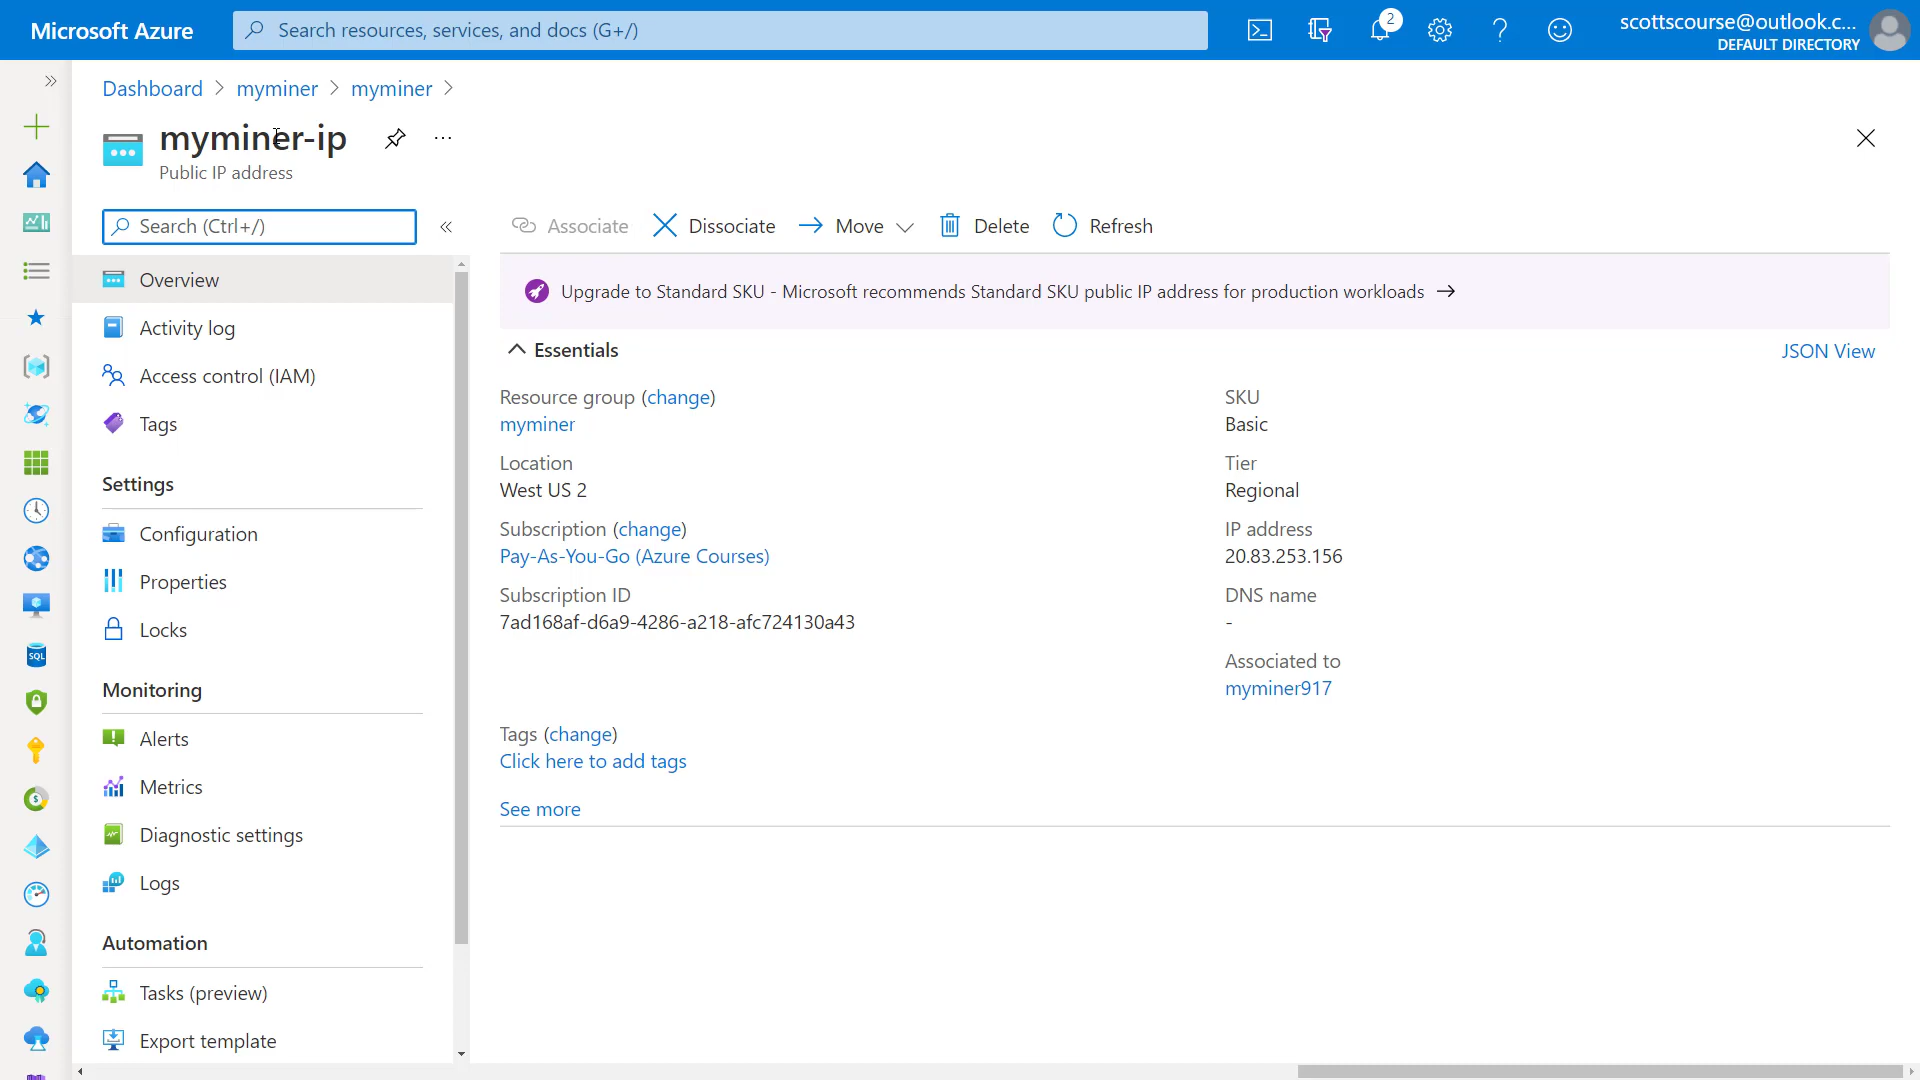 Microsoft Azure
Search resources, services, and docs (G+/)
2
scottscourse@outlook.c...
DEFAULT DIRECTORY
Dashboard > myminer > myminer >
myminer-ip
Public IP address
Search (Ctrl+/)
Associate
Dissociate
Move
Delete
Refresh
Overview
Activity log
Access control (IAM)
Tags
Settings
Configuration
Properties
Locks
Monitoring
Alerts
Metrics
Diagnostic settings
Logs
Automation
Tasks (preview)
Export template
Upgrade to Standard SKU - Microsoft recommends Standard SKU public IP address for production workloads →
Essentials
JSON View
Resource group (change)
myminer
Location
West US 2
Subscription (change)
Pay-As-You-Go (Azure Courses)
Subscription ID
7ad168af-d6a9-4286-a218-afc724130a43
SKU
Basic
Tier
Regional
IP address
20.83.253.156
DNS name
-
Associated to
myminer917
Tags (change)
Click here to add tags
See more
SQL